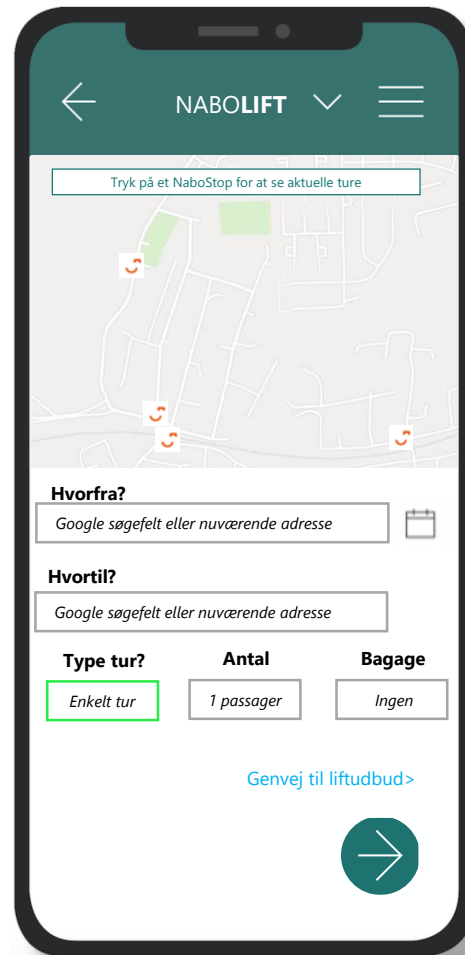 NABOLIFT
Tryk på et NaboStop for at se aktuelle ture
Hvorfra?
Google søgefelt eller nuværende adresse
Hvortil?
Google søgefelt eller nuværende adresse
Type tur? Antal Bagage
Enkelt tur 1 passager Ingen
Genvej til liftudbud>